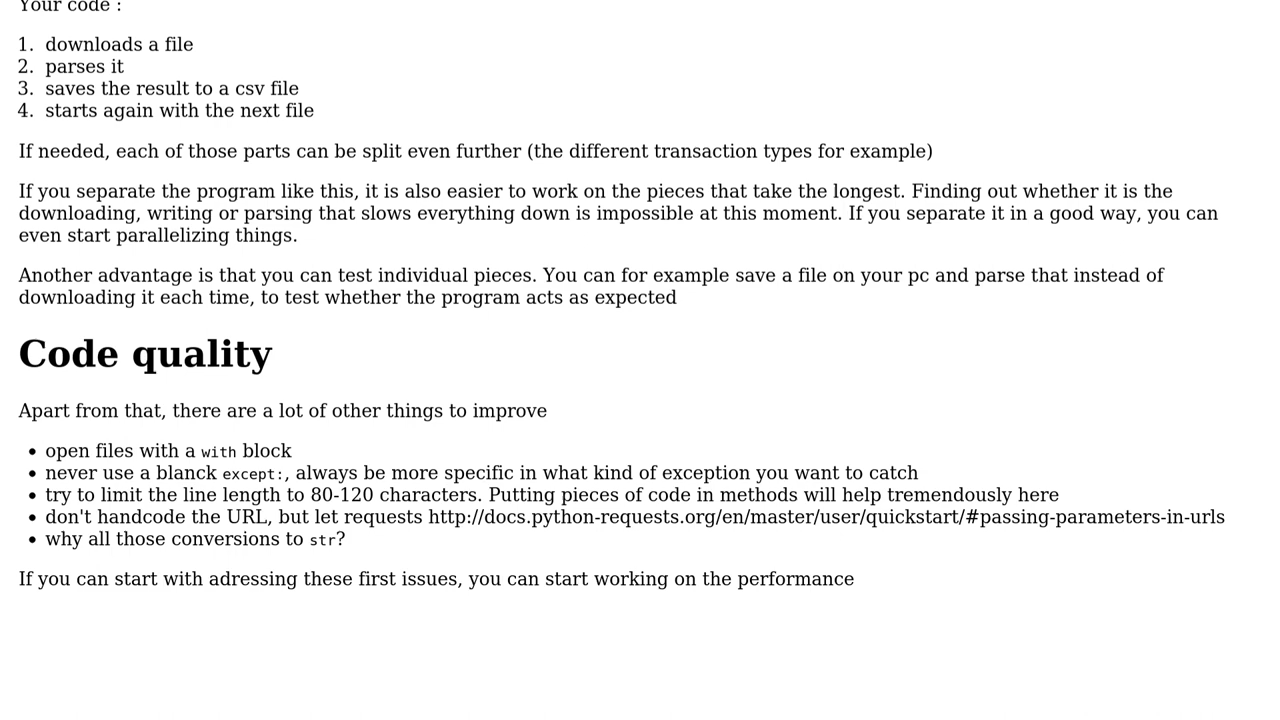 Your code :
1. downloads a file
2. parses it
3. saves the result to a csv file
4. starts again with the next file
If needed, each of those parts can be split even further (the different transaction types for example)
If you separate the program like this, it is also easier to work on the pieces that take the longest. Finding out whether it is the
downloading, writing or parsing that slows everything down is impossible at this moment. If you separate it in a good way, you can
even start parallelizing things.
Another advantage is that you can test individual pieces. You can for example save a file on your pc and parse that instead of
downloading it each time, to test whether the program acts as expected
Code quality
Apart from that, there are a lot of other things to improve
• open files with a with block
• never use a blanck except:, always be more specific in what kind of exception you want to catch
• try to limit the line length to 80-120 characters. Putting pieces of code in methods will help tremendously here
• don't handcode the URL, but let requests http://docs.python-requests.org/en/master/user/quickstart/#passing-parameters-in-urls
• why all those conversions to str?
If you can start with adressing these first issues, you can start working on the performance